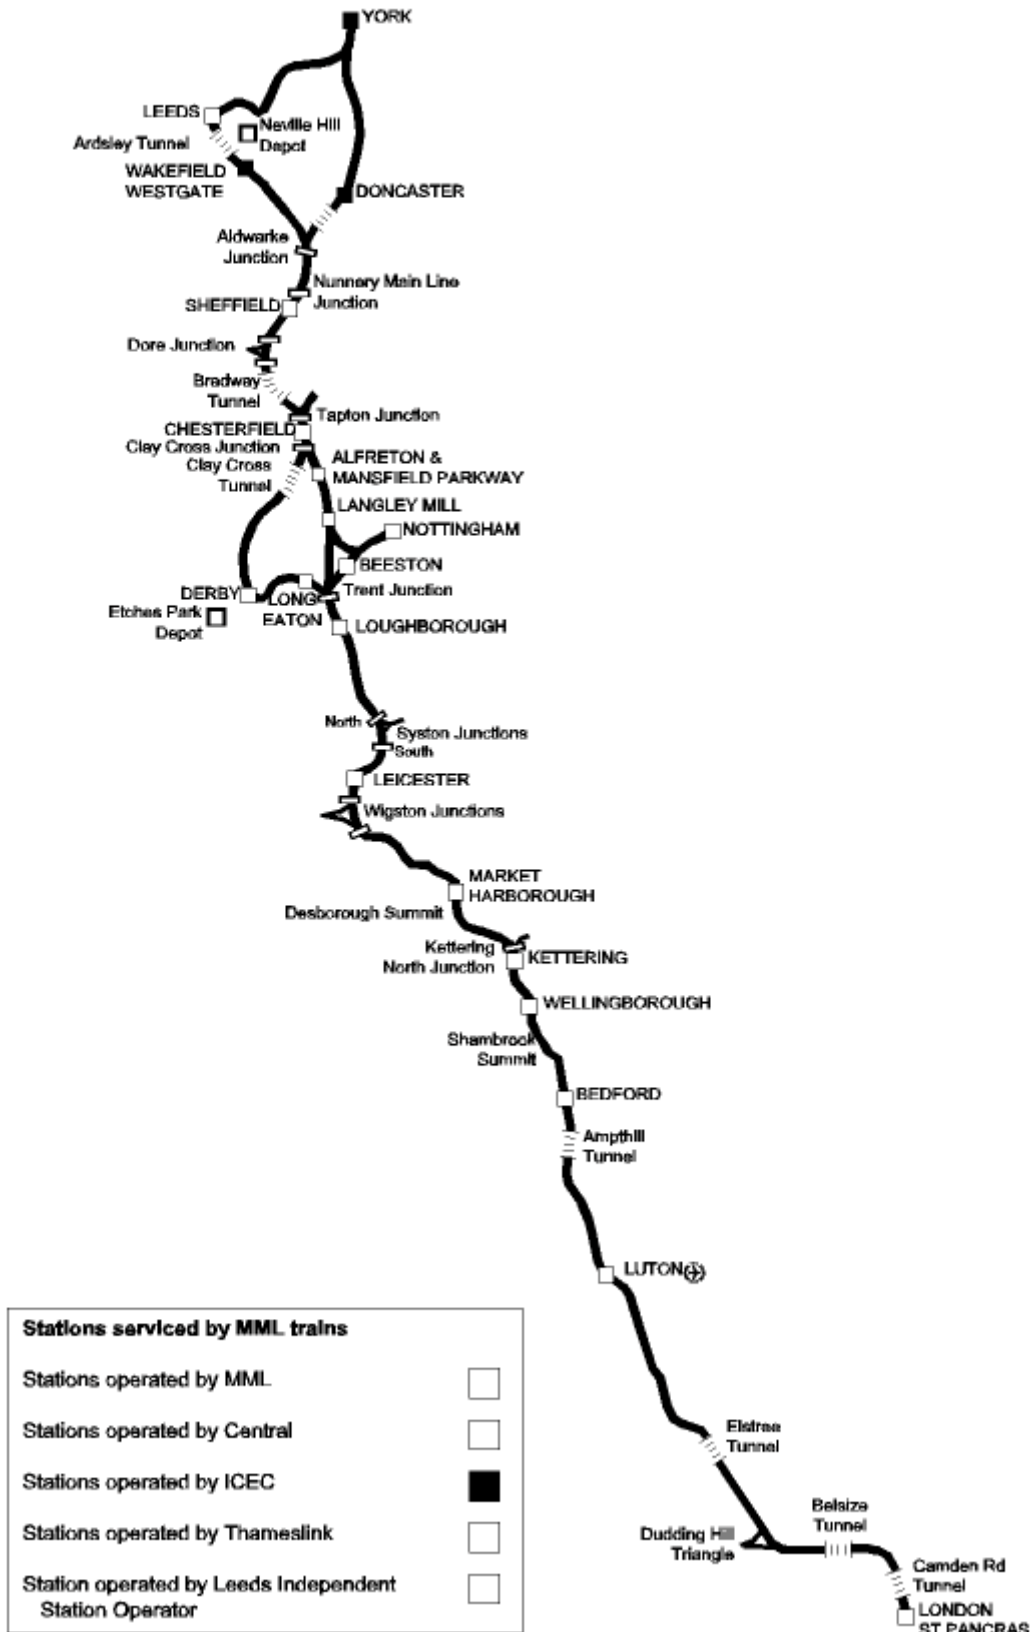 YORK
LEEDS
Neville Hill
Depot
Ardsley Tunnel
WAKEFIELD
WESTGATE
DONCASTER
Aldwarke
Junction
Nunnery Main Line
Junction
SHEFFIELD
Dore Junction
Bradway
Tunnel
Tapton Junction
CHESTERFIELD
Clay Cross Junction
Clay Cross
Tunnel
ALFRETON &
MANSFIELD PARKWAY
LANGLEY MILL
NOTTINGHAM
BEESTON
DERBY
LONG
EATON
Trent Junction
Etches Park
Depot
LOUGHBOROUGH
North
Syston Junctions
South
LEICESTER
Wigston Junctions
MARKET
HARBOROUGH
Desborough Summit
Kettering
North Junction
KETTERING
WELLINGBOROUGH
Sharnbrook
Summit
BEDFORD
Ampthill
Tunnel
LUTON
Stations serviced by MML trains
Stations operated by MML
Stations operated by Central
Stations operated by ICEC
Stations operated by Thameslink
Station operated by Leeds Independent
Station Operator
Elstree
Tunnel
Belsize
Tunnel
Dudding Hill
Triangle
Camden Rd
Tunnel
LONDON
ST PANCRAS